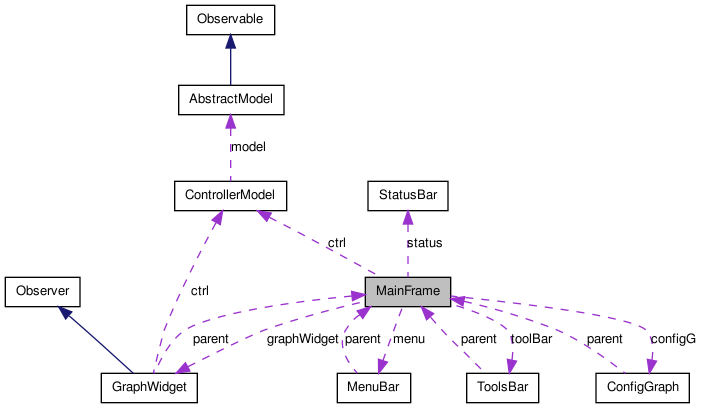 Observable
AbstractModel
model
ControllerModel
StatusBar
ctrl
status
Observer
ctrl
MainFrame
parent
graphWidget
parent
menu
parent
toolBar
parent
configG
GraphWidget
MenuBar
ToolsBar
ConfigGraph